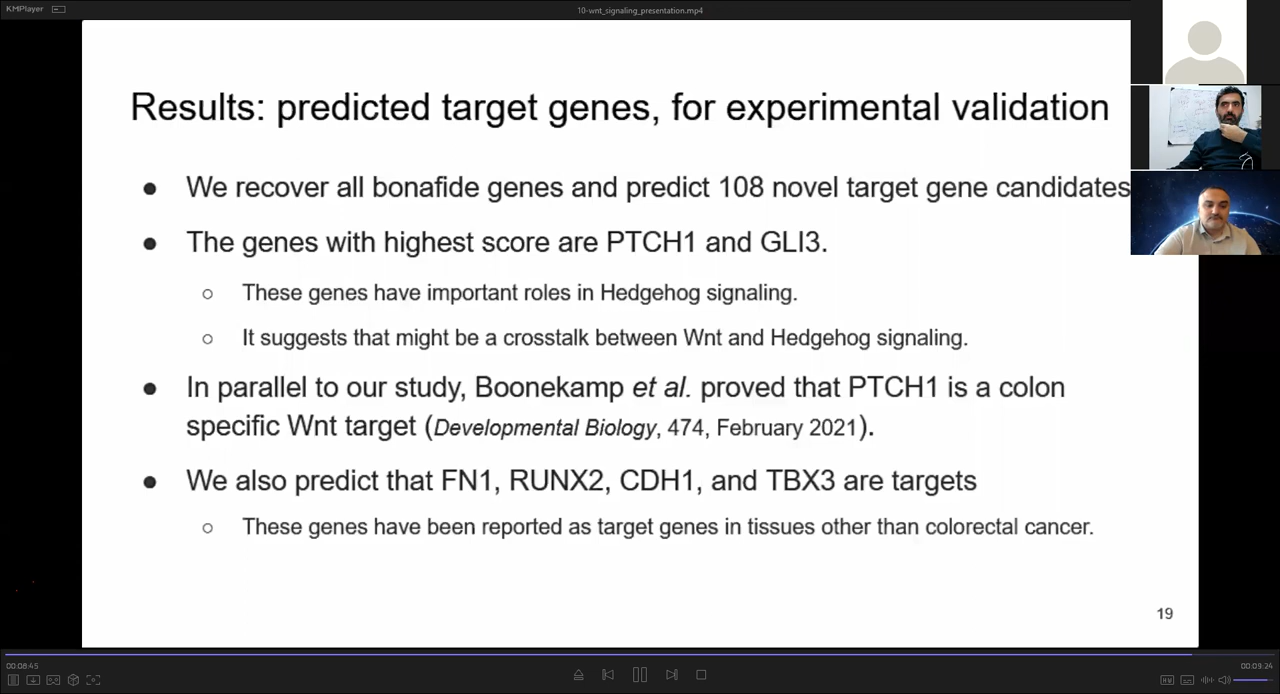 KMPlayer
10-wnt_signaling_presentation.mp4
Results: predicted target genes, for experimental validation
● We recover all bonafide genes and predict 108 novel target gene candidates
● The genes with highest score are PTCH1 and GLI3.
○ These genes have important roles in Hedgehog signaling.
○ It suggests that might be a crosstalk between Wnt and Hedgehog signaling.
● In parallel to our study, Boonekamp et al. proved that PTCH1 is a colon
specific Wnt target (Developmental Biology, 474, February 2021).
● We also predict that FN1, RUNX2, CDH1, and TBX3 are targets
○ These genes have been reported as target genes in tissues other than colorectal cancer.
19
00:08:45
00:09:24